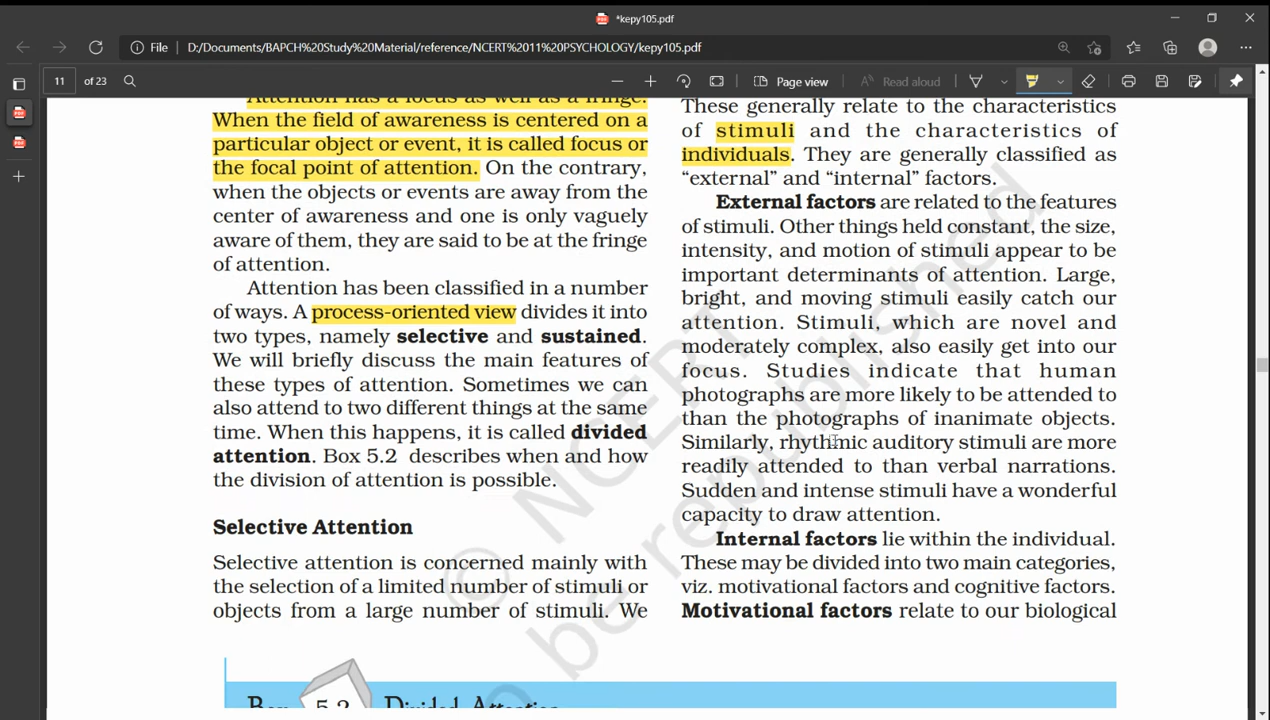 *kepy105.pdf
File
D:/Documents/BAPCH%20Study%20Material/reference/NCERT%2011%20PSYCHOLOGY/kepy105.pdf
11 of 23
Page view
Read aloud
Attention has a focus as well as a fringe.
When the field of awareness is centered on a
particular object or event, it is called focus or
the focal point of attention. On the contrary,
when the objects or events are away from the
center of awareness and one is only vaguely
aware of them, they are said to be at the fringe
of attention.
Attention has been classified in a number
of ways. A process-oriented view divides it into
two types, namely selective and sustained.
We will briefly discuss the main features of
these types of attention. Sometimes we can
also attend to two different things at the same
time. When this happens, it is called divided
attention. Box 5.2 describes when and how
the division of attention is possible.
Selective Attention
Selective attention is concerned mainly with
the selection of a limited number of stimuli or
objects from a large number of stimuli. We
These generally relate to the characteristics
of stimuli and the characteristics of
individuals. They are generally classified as
“external” and “internal” factors.
External factors are related to the features
of stimuli. Other things held constant, the size,
intensity, and motion of stimuli appear to be
important determinants of attention. Large,
bright, and moving stimuli easily catch our
attention. Stimuli, which are novel and
moderately complex, also easily get into our
focus. Studies indicate that human
photographs are more likely to be attended to
than the photographs of inanimate objects.
Similarly, rhythmic auditory stimuli are more
readily attended to than verbal narrations.
Sudden and intense stimuli have a wonderful
capacity to draw attention.
Internal factors lie within the individual.
These may be divided into two main categories,
viz. motivational factors and cognitive factors.
Motivational factors relate to our biological
Box 5.2 Divided Attention
© NCERT
o be republished